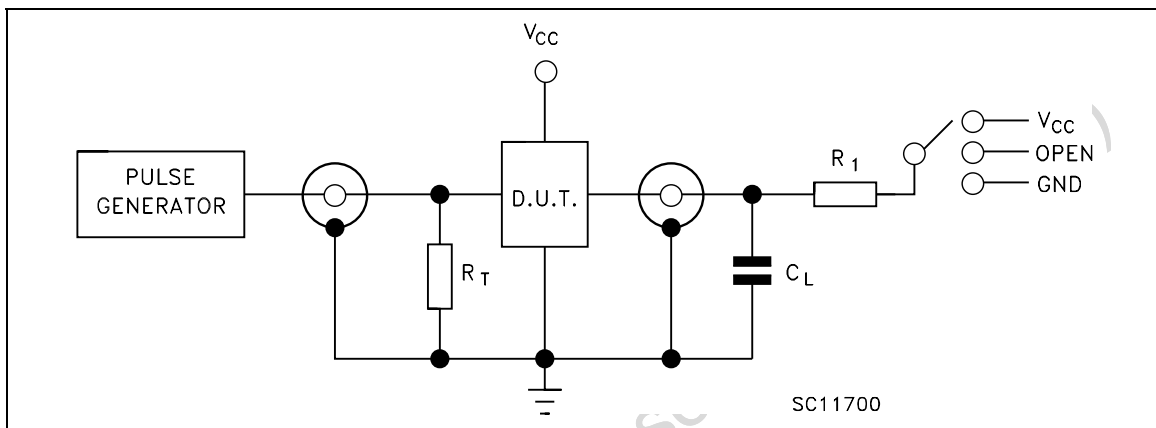 VCC
PULSE
GENERATOR
D.U.T.
RT
CL
R1
VCC
OPEN
GND
SC11700